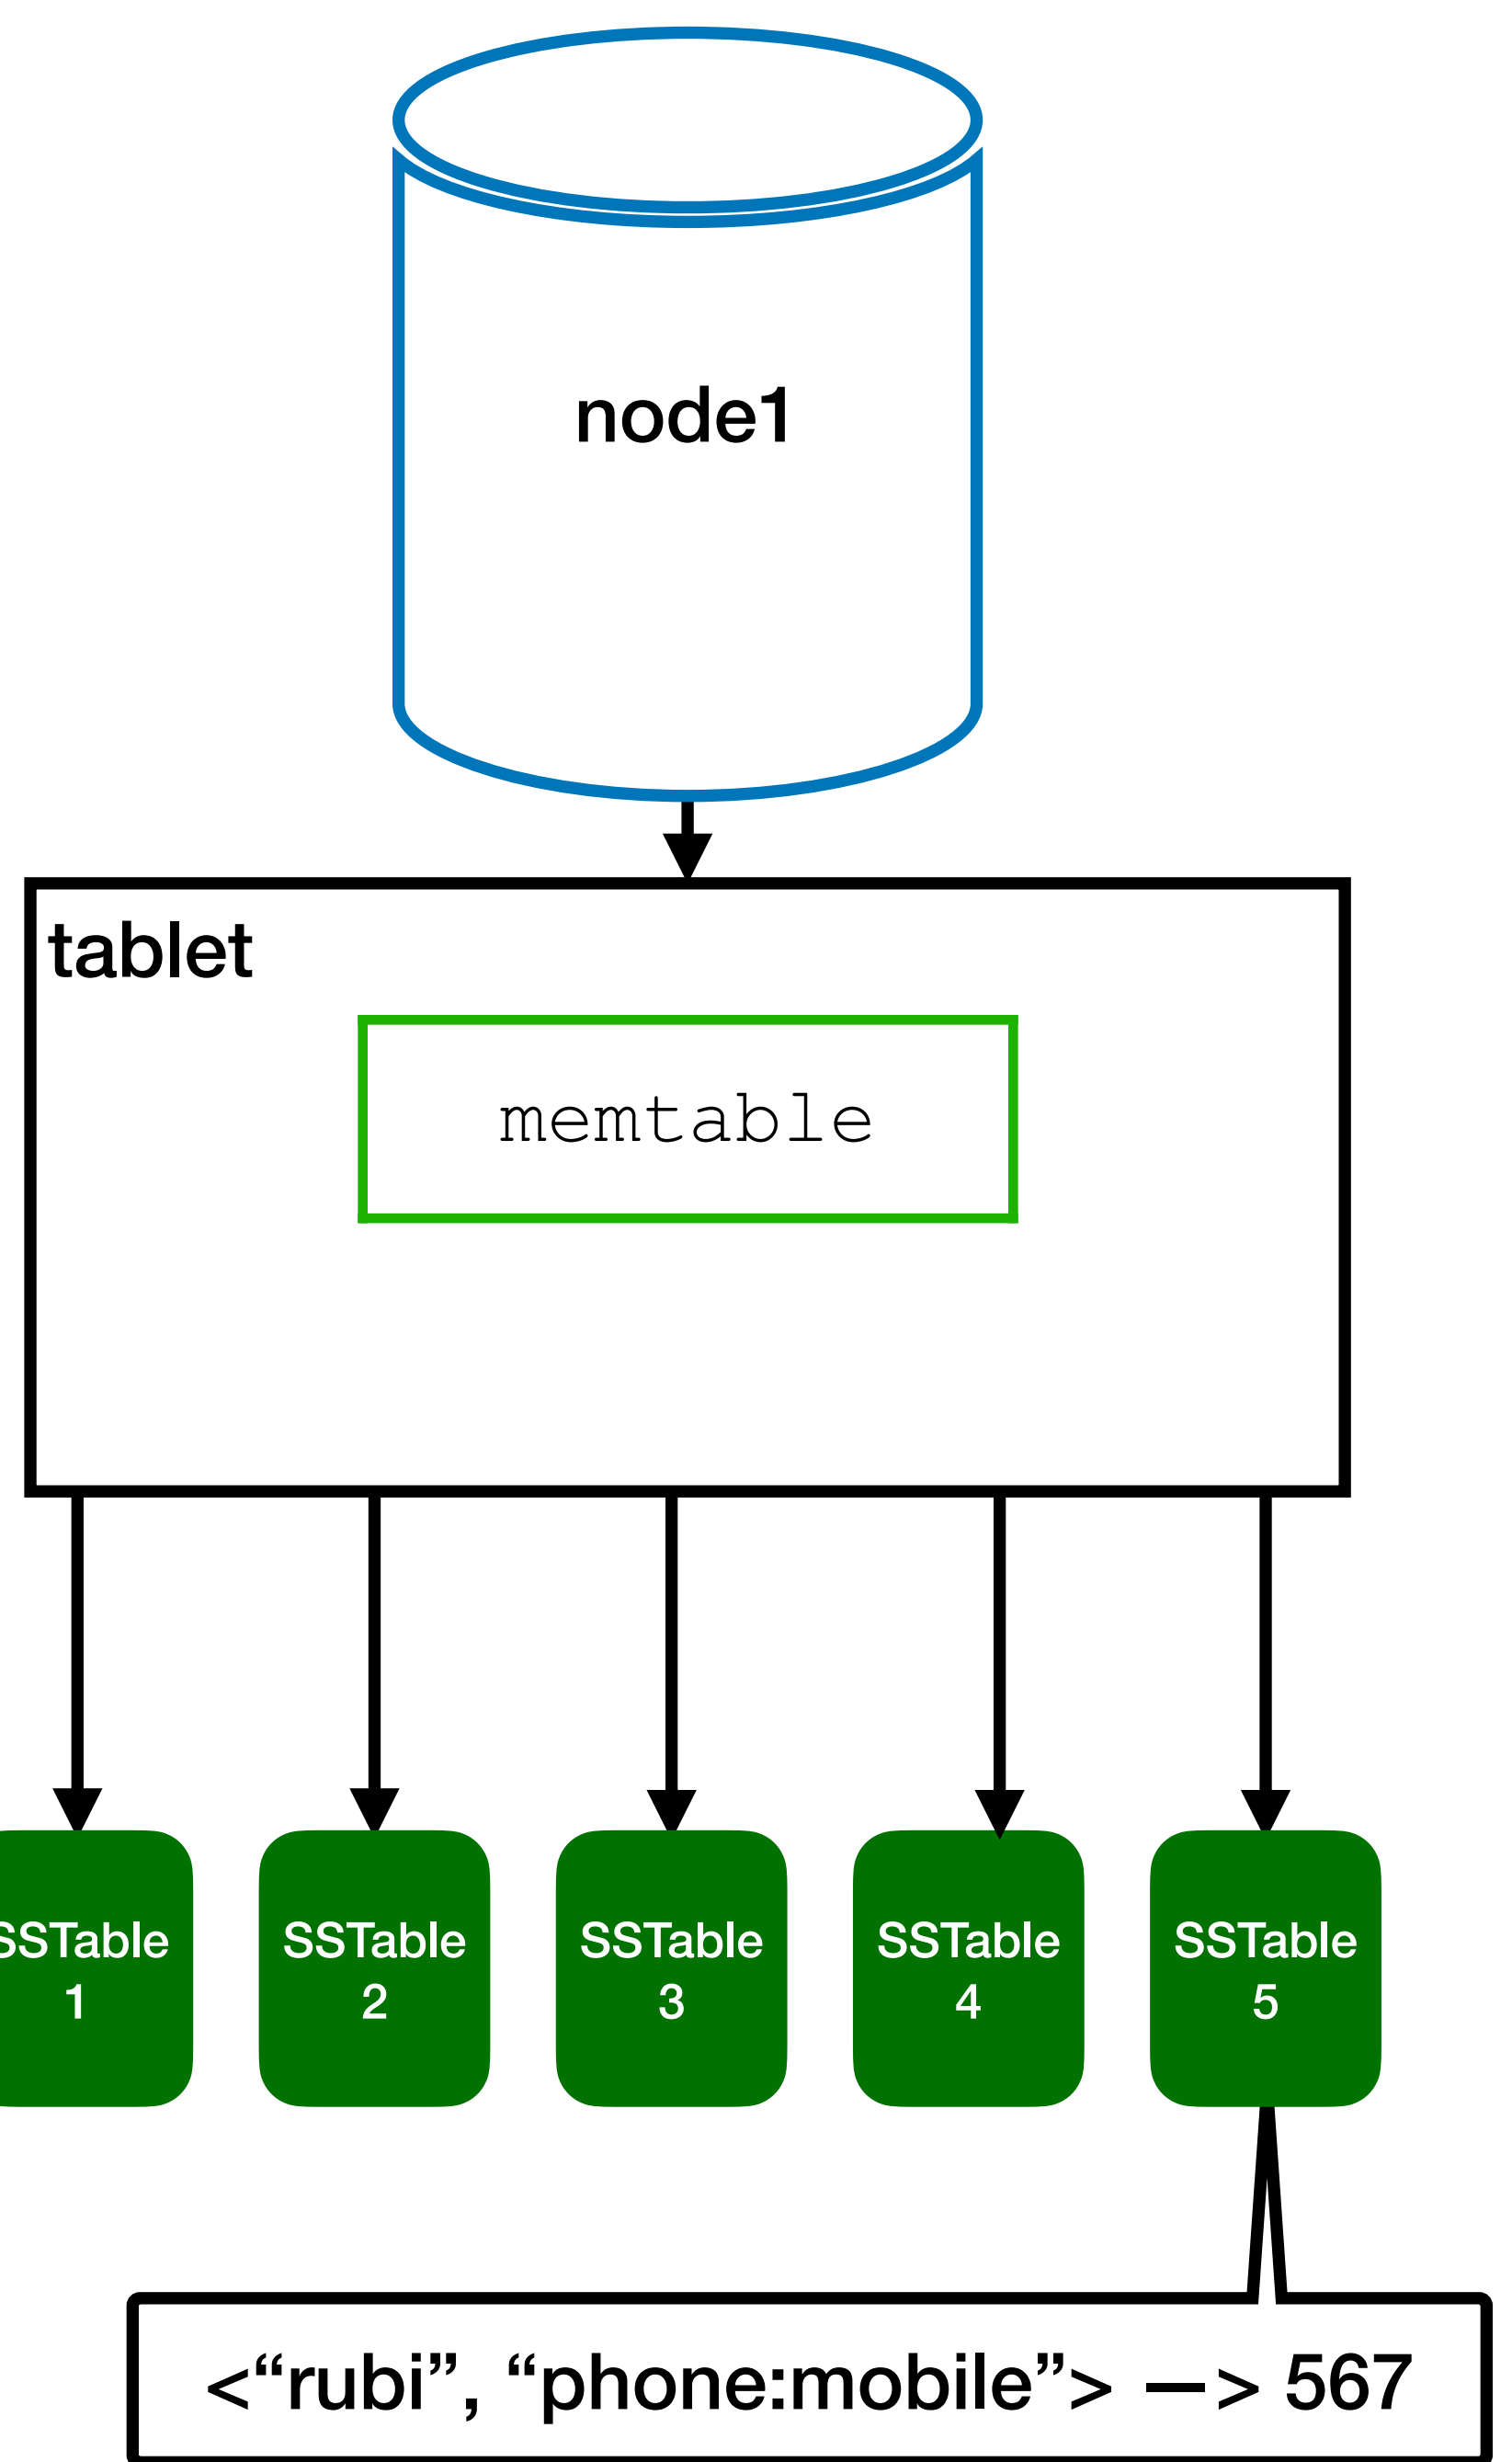 node1
tablet
memtable
SSTable
1
SSTable
2
SSTable
3
SSTable
4
SSTable
5
<“rubi”, “phone:mobile”> —> 567